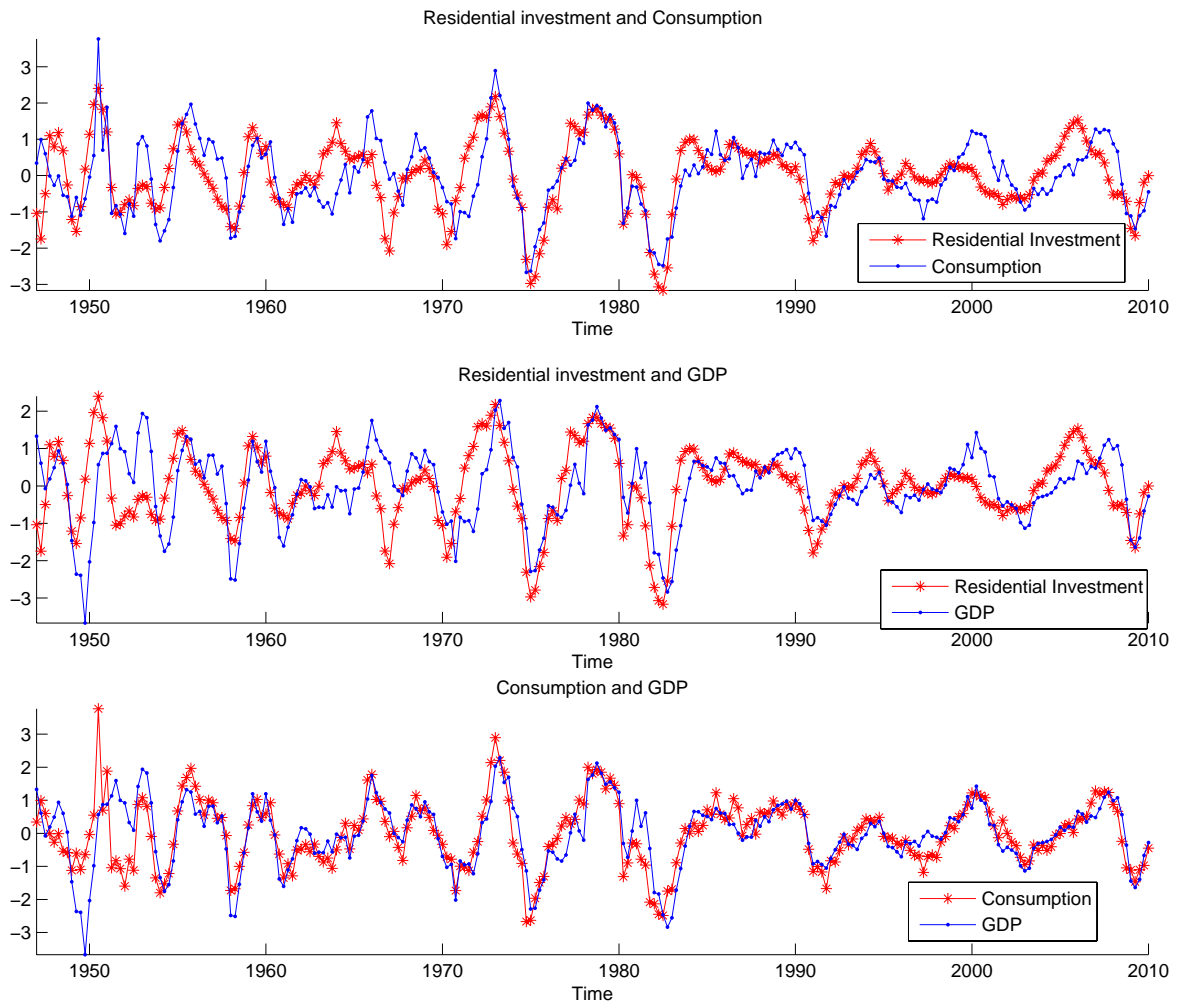 Residential investment and Consumption
3
2
1
0
−1
−2
−3
Residential Investment
Consumption
1950 1960 1970 1980 1990 2000 2010
Time
Residential investment and GDP
2
1
0
−1
−2
−3
Residential Investment
GDP
1950 1960 1970 1980 1990 2000 2010
Time
Consumption and GDP
3
2
1
0
−1
−2
−3
Consumption
GDP
1950 1960 1970 1980 1990 2000 2010
Time